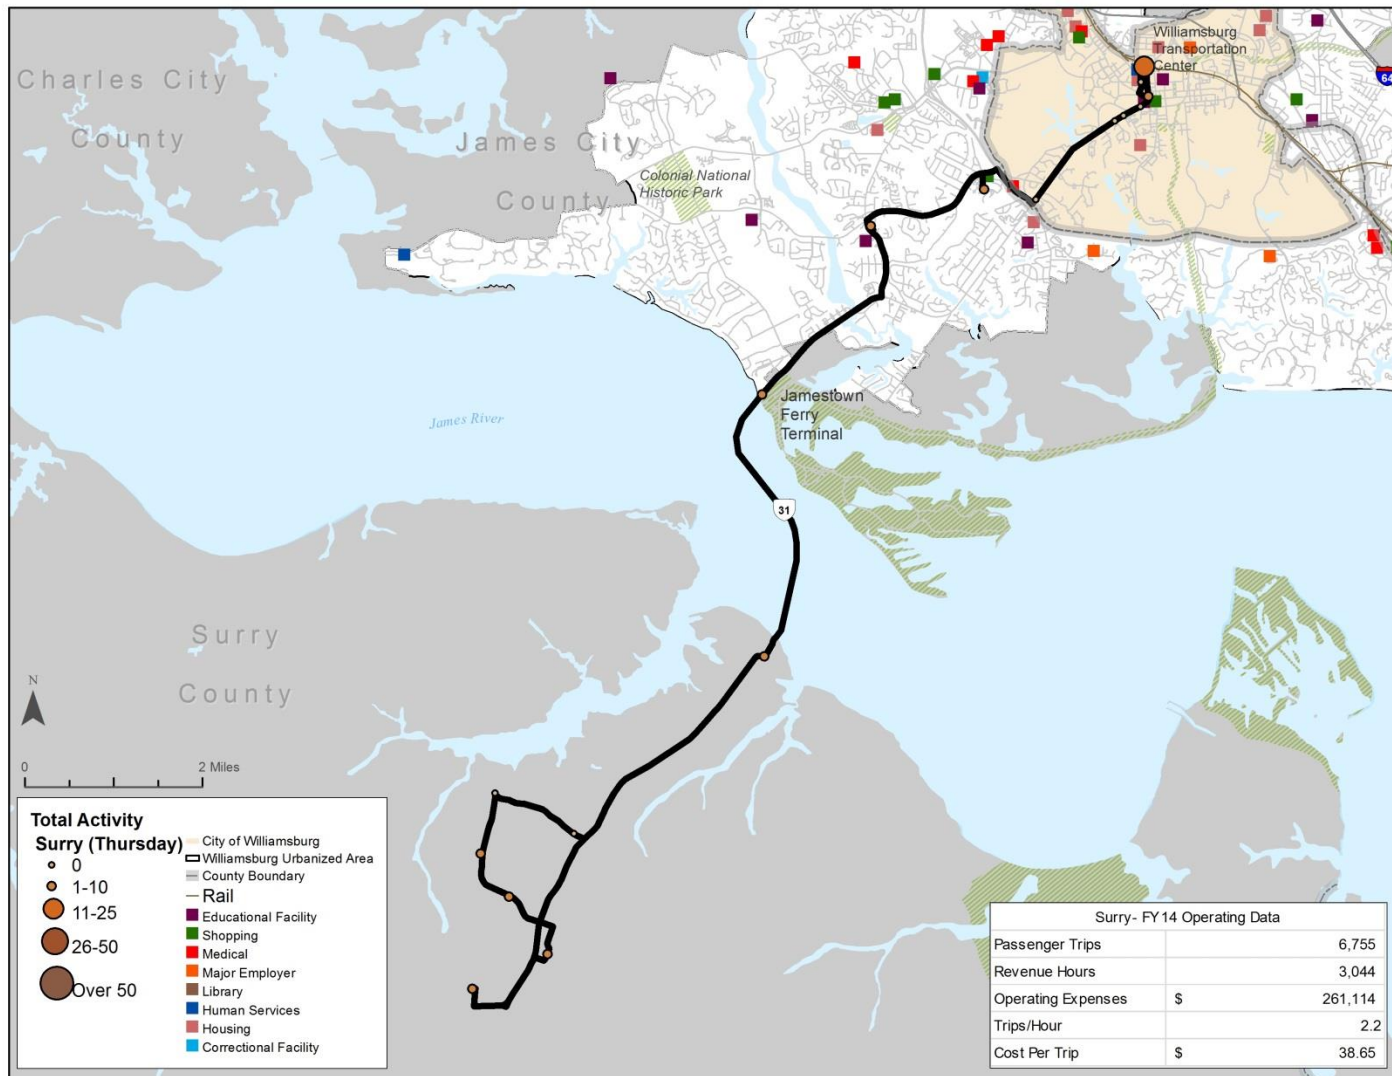 Charles City
County
James City
County
Colonial National
Historic Park
Williamsburg
Transportation
Center
64
James River
Jamestown
Ferry
Terminal
31
Surry
County
N
0
2 Miles
Total Activity
Surry (Thursday)
0
1-10
11-25
26-50
Over 50
City of Williamsburg
Williamsburg Urbanized Area
County Boundary
Rail
Educational Facility
Shopping
Medical
Major Employer
Library
Human Services
Housing
Correctional Facility
Surry- FY14 Operating Data
Passenger Trips 6,755
Revenue Hours 3,044
Operating Expenses $ 261,114
Trips/Hour 2.2
Cost Per Trip $ 38.65